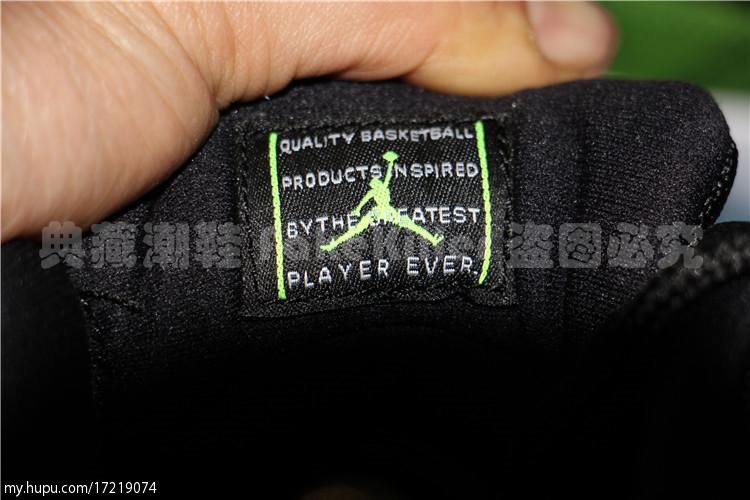 QUALITY BASKETBALL
PRODUCTS INSPIRED
BY THE GREATEST
PLAYER EVER.
典藏潮鞋 盗图必究
my.hupu.com/17219074